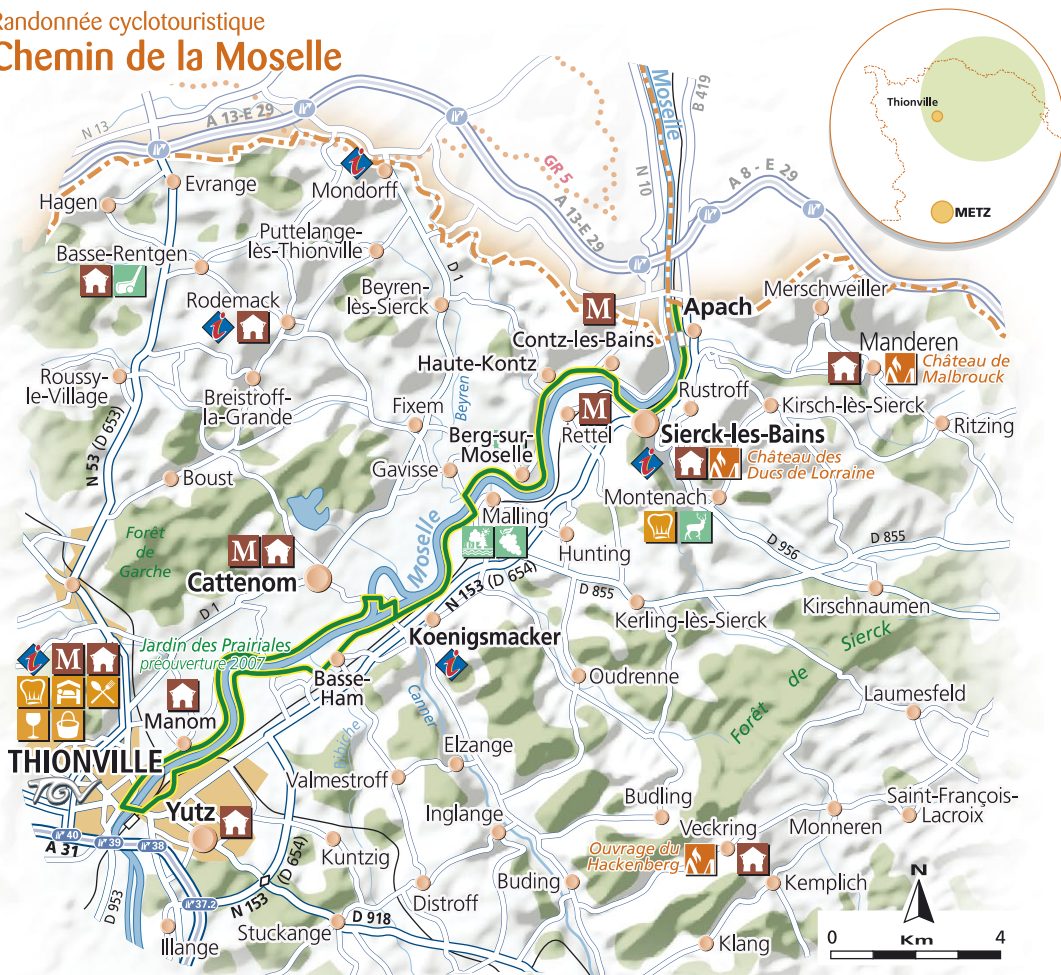 Randonnée cyclotouristique
Chemin de la Moselle
Thionville
METZ
N 13
A 13-E 29
Moselle
B 419
GR 5
N 10
A 8 - E 29
A 13-E 29
Mondorff
Evrange
Hagen
Puttelange-
lès-Thionville
Basse-Rentgen
D 1
Beyren-
lès-Sierck
Rodemack
M
Contz-les-Bains
Apach
Merschweiller
Manderen
Château de
Malbrouck
Haute-Kontz
Roussy-
le-Village
Breistroff-
la-Grande
Rustroff
Kirsch-lès-Sierck
Ritzing
Fixem
Beyren
M
Rettel
Sierck-les-Bains
Château des
Ducs de Lorraine
N 53 (D 653)
Berg-sur-
Moselle
Gavisse
Boust
Montenach
Malling
Moselle
Forêt
de
Garche
Hunting
D 956
D 855
M
Cattenom
N 153 (D 654)
D 855
Kerling-lès-Sierck
Kirschnaumen
D 1
Koenigsmacker
Forêt de Sierck
Jardin des Prairiales
préouverture 2007
M
Basse-
Ham
Oudrenne
Laumesfeld
Manom
Canner
Bibiche
THIONVILLE
TGV
Elzange
Valmestroff
Yutz
Budling
Saint-François-
Lacroix
Inglange
Veckring
Monneren
40
A 31
39
38
Kuntzig
Ouvrage du
Hackenberg
Buding
Kemplich
D 953
37.2
N 153
(D 654)
Distroff
D 918
Illange
Stuckange
Klang
N
0
Km
4